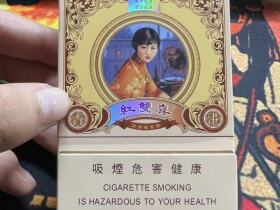 紅雙喜
吸煙危害健康
CIGARETTE SMOKING
IS HAZARDOUS TO YOUR HEALTH